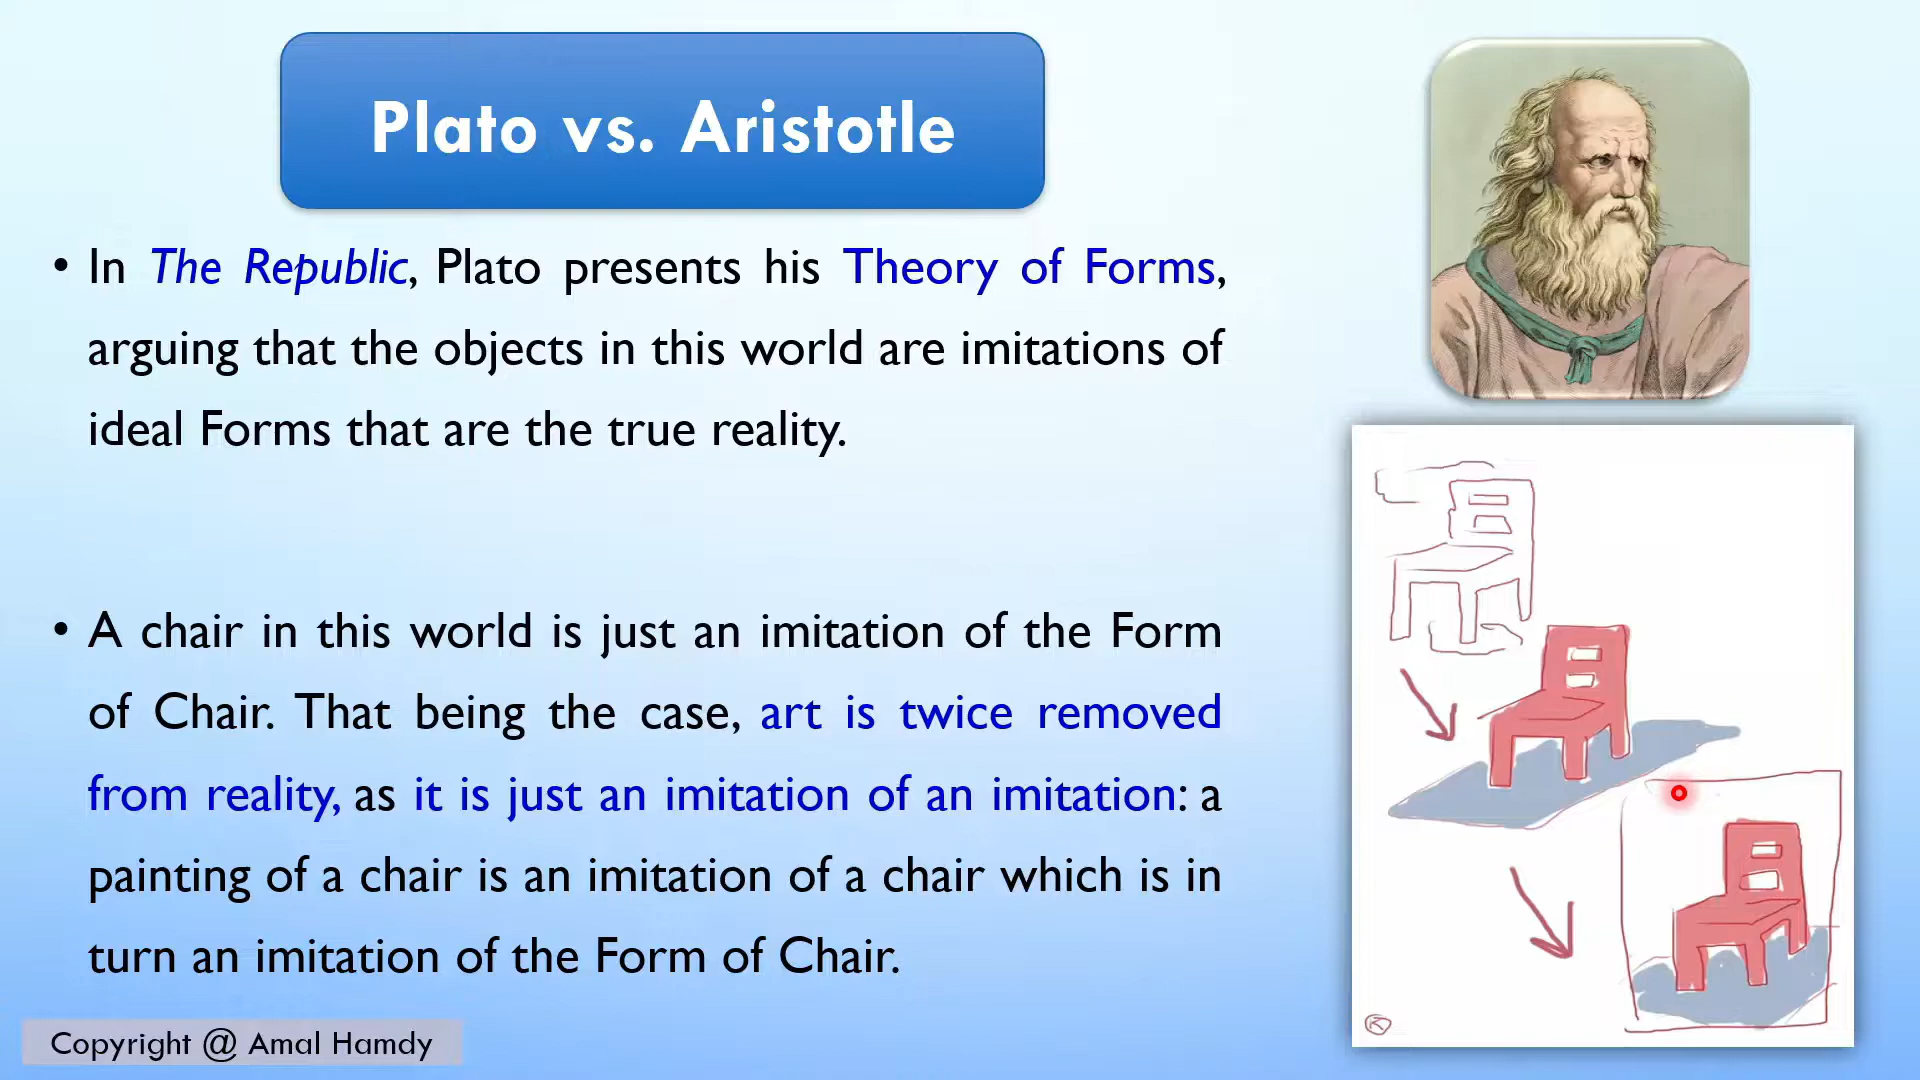 Plato vs. Aristotle
• In The Republic, Plato presents his Theory of Forms,
arguing that the objects in this world are imitations of
ideal Forms that are the true reality.
• A chair in this world is just an imitation of the Form
of Chair. That being the case, art is twice removed
from reality, as it is just an imitation of an imitation: a
painting of a chair is an imitation of a chair which is in
turn an imitation of the Form of Chair.
Copyright @ Amal Hamdy